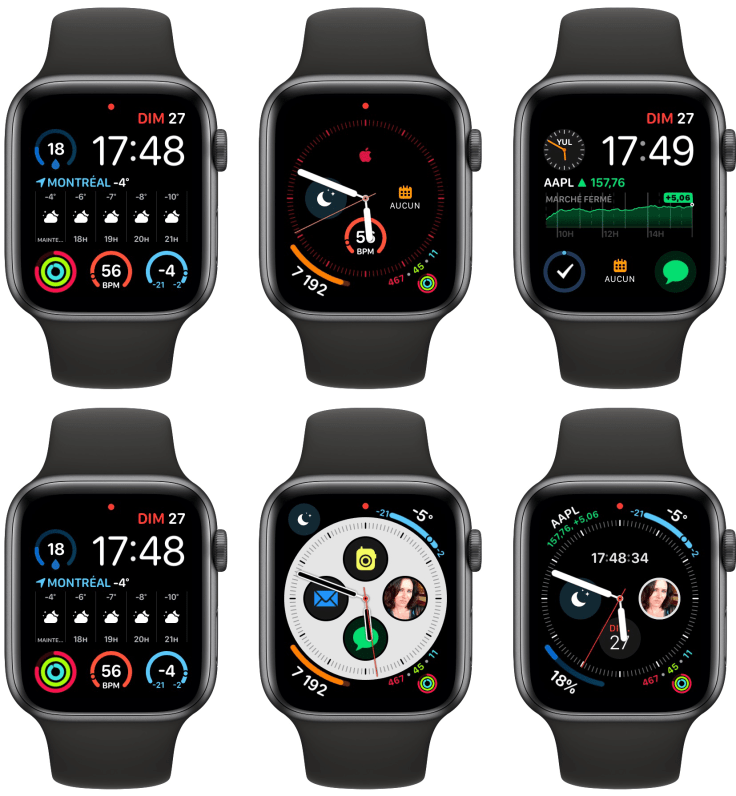 DIM 27
18
17:48
MONTRÉAL -4°
-4° -6° -7° -8° -10°
MAINTE... 18H 19H 20H 21H
56
BPM
-4
-21 -2
AUCUN
BPM
7 192
467 • 45 • 11
DIM 27
YUL
17:49
AAPL ▲ 157,76
MARCHÉ FERMÉ +5,06
10H 12H 14H
AUCUN
DIM 27
18
17:48
MONTRÉAL -4°
-4° -6° -7° -8° -10°
MAINTE... 18H 19H 20H 21H
56
BPM
-4
-21 -2
-21 -5° -2
7 192
467 • 45 • 11
AAPL
157,76, +5,06
-21 -5° -2
17:48:34
27
18%
467 • 45 • 11